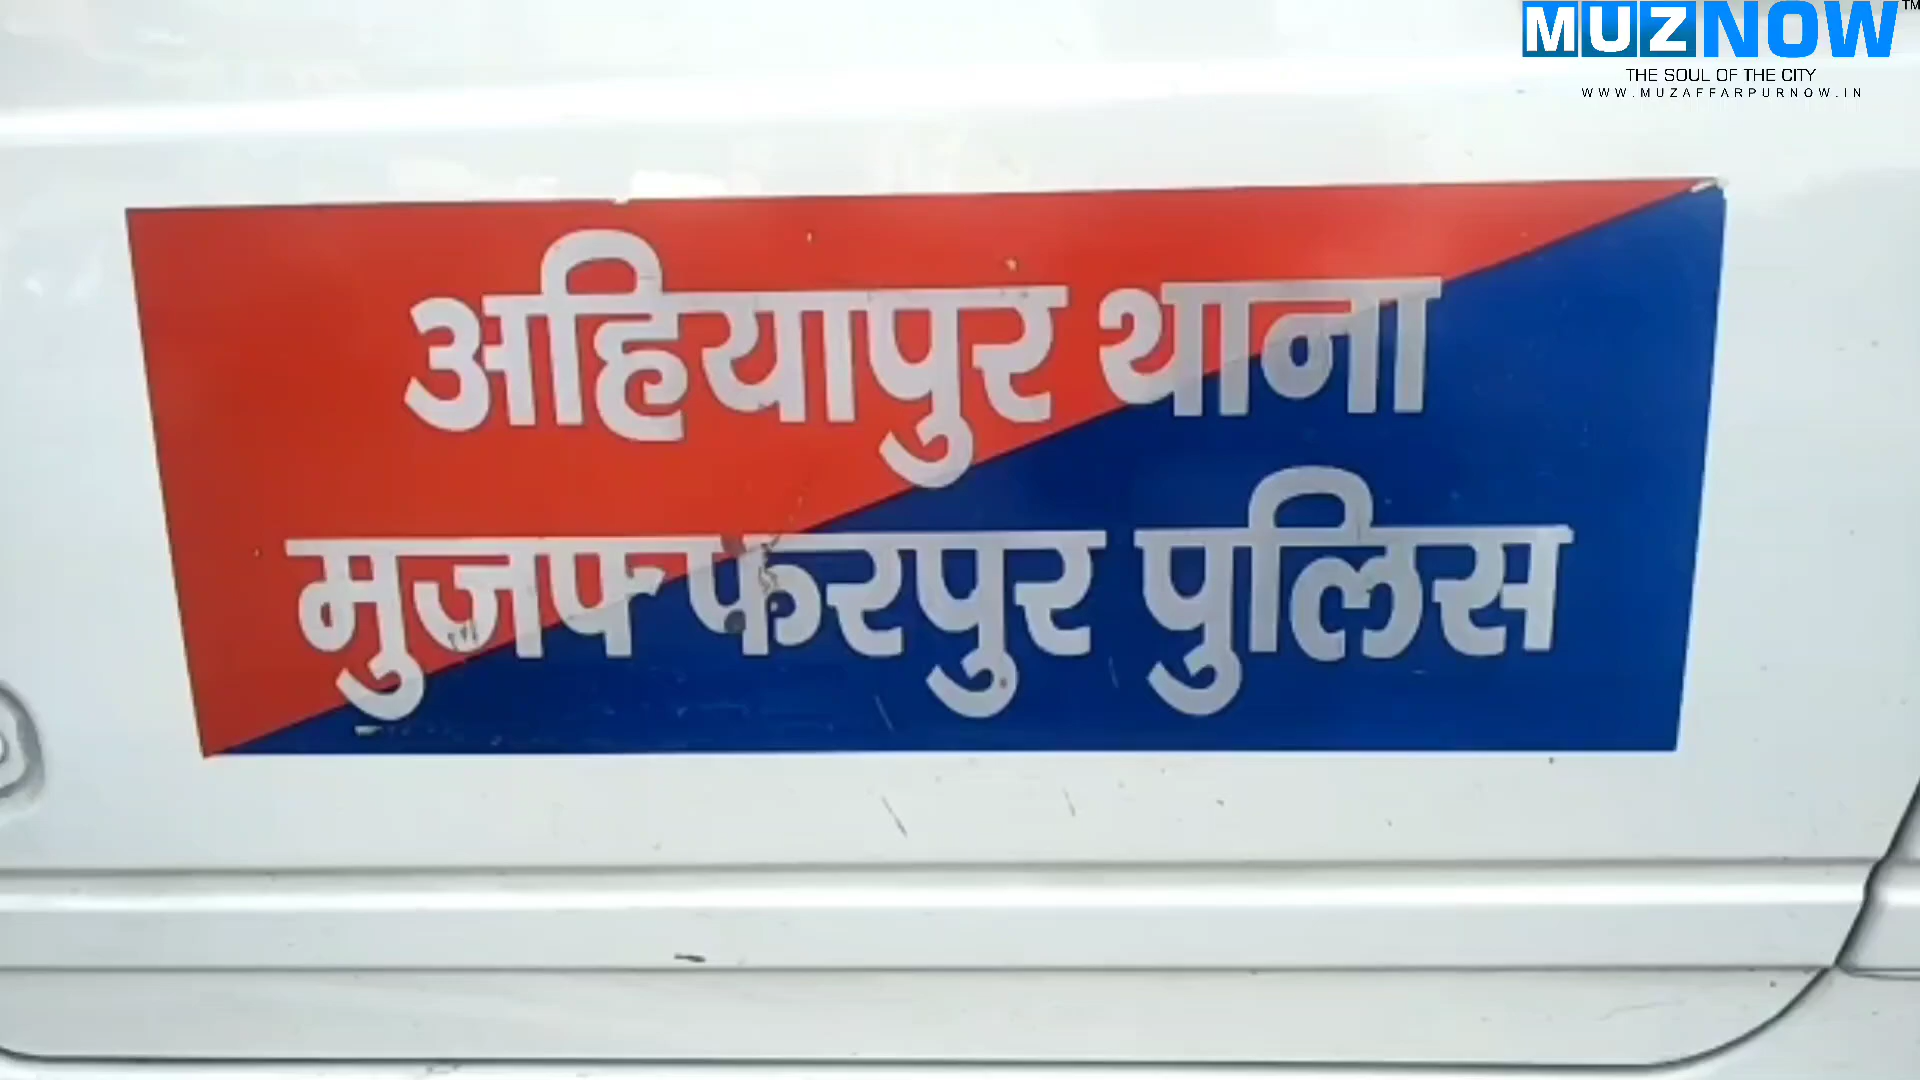 MUZNOW™
THE SOUL OF THE CITY
WWW.MUZAFFARPURNOW.IN
अहियापुर थाना
मुजफ्फरपुर पुलिस